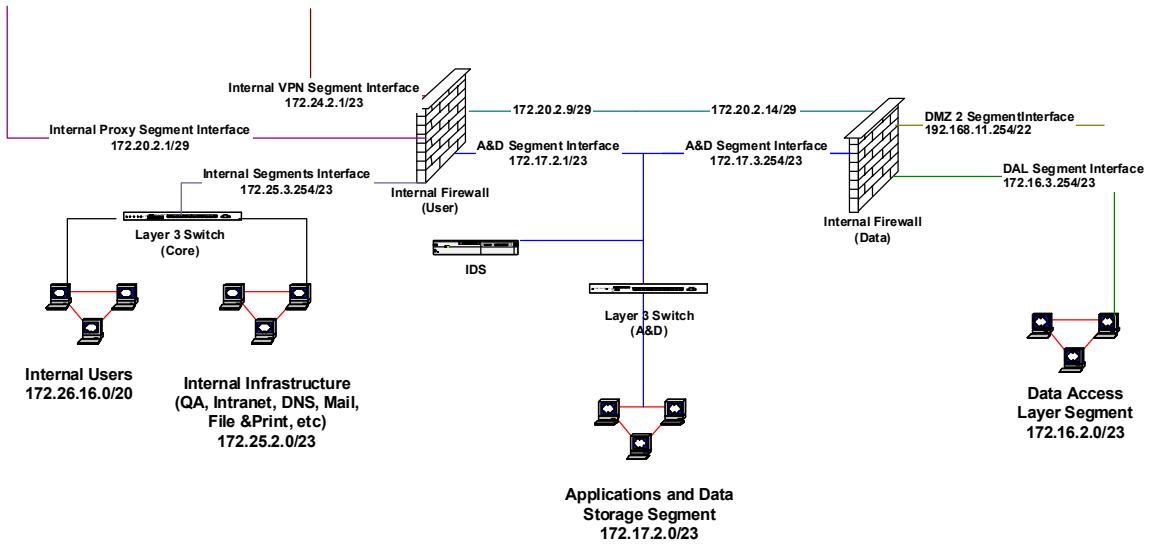 Internal VPN Segment Interface
172.24.2.1/23
172.20.2.9/29
172.20.2.14/29
DMZ 2 SegmentInterface
192.168.11.254/22
Internal Proxy Segment Interface
172.20.2.1/29
A&D Segment Interface
172.17.2.1/23
A&D Segment Interface
172.17.3.254/23
DAL Segment Interface
172.16.3.254/23
Internal Segments Interface
172.25.3.254/23
Internal Firewall
(User)
Internal Firewall
(Data)
Layer 3 Switch
(Core)
IDS
Layer 3 Switch
(A&D)
Internal Users
172.26.16.0/20
Internal Infrastructure
(QA, Intranet, DNS, Mail,
File &Print, etc)
172.25.2.0/23
Data Access
Layer Segment
172.16.2.0/23
Applications and Data
Storage Segment
172.17.2.0/23